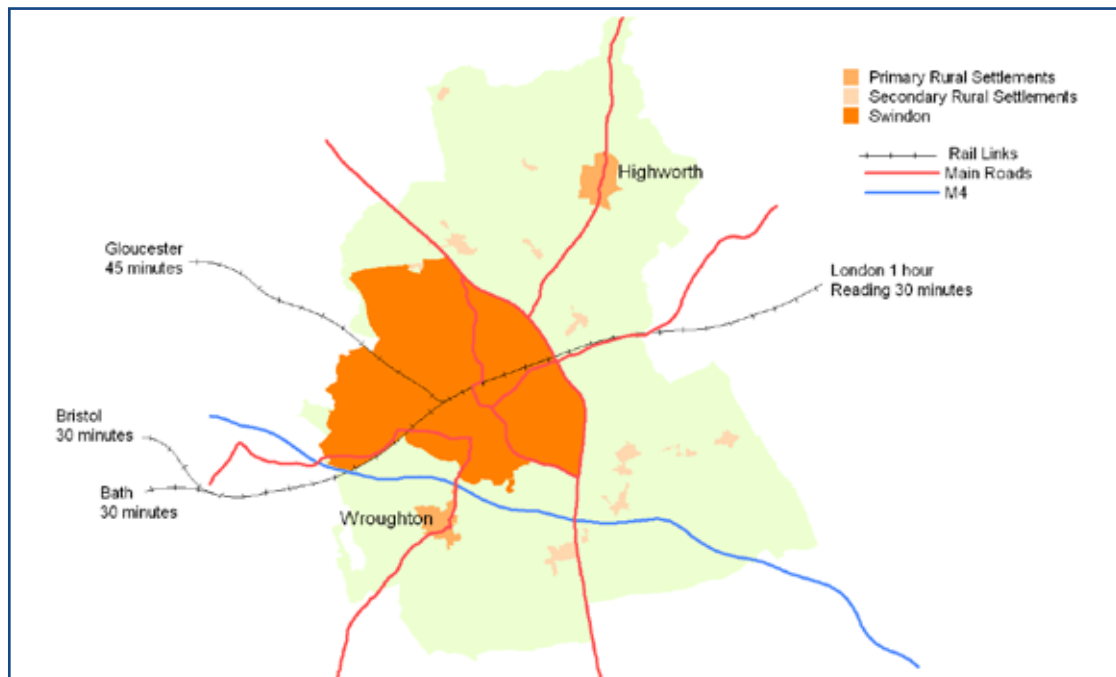 Primary Rural Settlements
Secondary Rural Settlements
Swindon
Rail Links
Main Roads
M4
Highworth
Gloucester
45 minutes
London 1 hour
Reading 30 minutes
Bristol
30 minutes
Bath
30 minutes
Wroughton